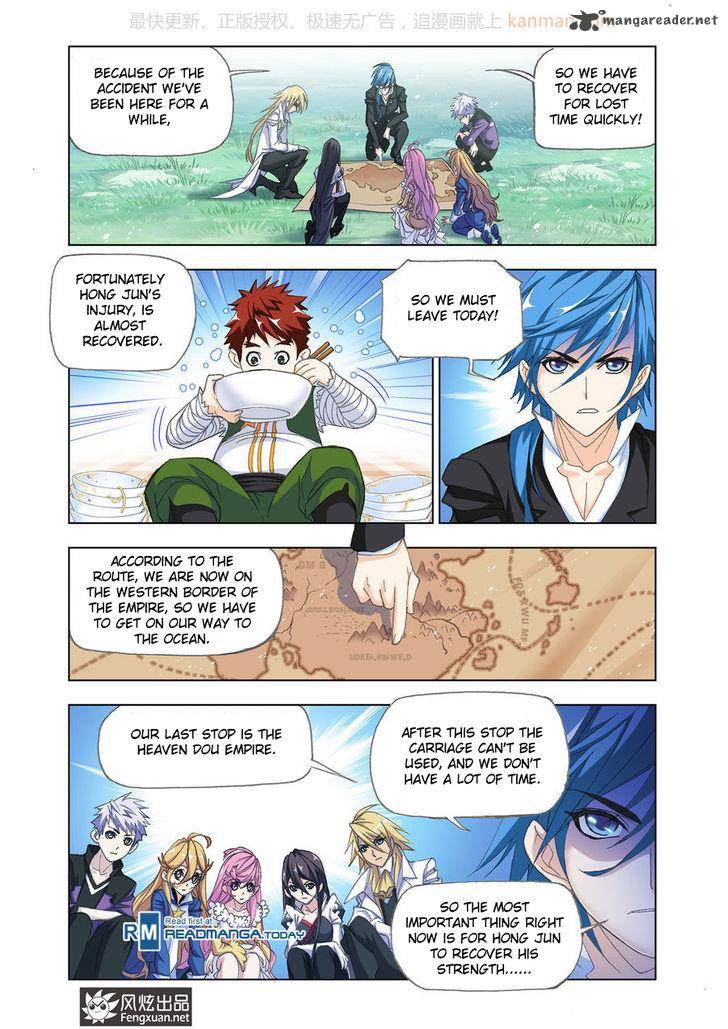 最快更新、正版授权、极速无广告，追漫画就上 kanman
mangareader.net
BECAUSE OF THE
ACCIDENT WE'VE
BEEN HERE FOR A
WHILE,
SO WE HAVE
TO RECOVER
FOR LOST
TIME QUICKLY!
FORTUNATELY
HONG JUN'S
INJURY, IS
ALMOST
RECOVERED.
SO WE MUST
LEAVE TODAY!
ACCORDING TO THE
ROUTE, WE ARE NOW
ON THE
WESTERN BORDER OF
THE EMPIRE, SO WE HAVE
TO GET ON OUR WAY TO
THE OCEAN.
OUR LAST STOP IS THE
HEAVEN DOU EMPIRE.
AFTER THIS STOP THE
CARRIAGE CAN'T BE
USED, AND WE DON'T
HAVE A LOT OF TIME.
SO THE MOST
IMPORTANT THING RIGHT
NOW IS FOR HONG JUN
TO RECOVER HIS
STRENGTH......
RM Read first at
READMANGA.TODAY
风炫出品
Fengxuan.net